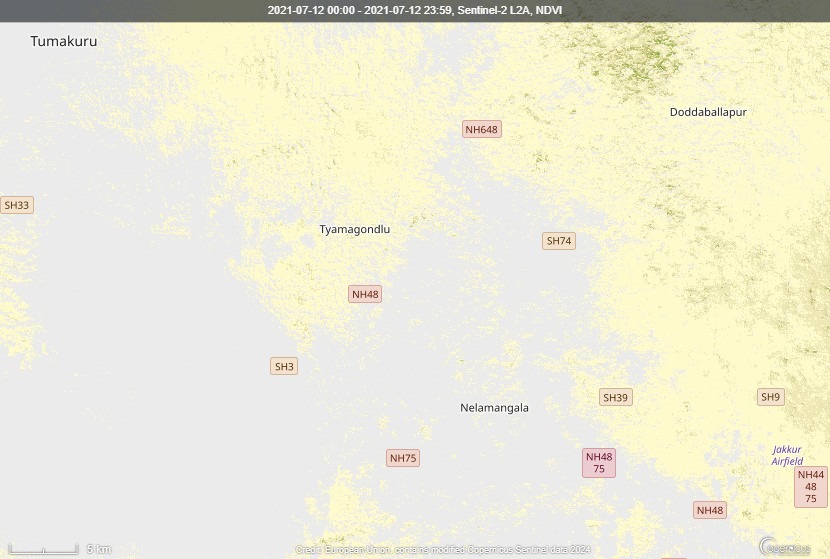 2021-07-12 00:00 - 2021-07-12 23:59, Sentinel-2 L2A, NDVI
Tumakuru
Doddaballapur
NH648
SH33
Tyamagondlu
SH74
NH48
SH3
SH39
SH9
Nelamangala
NH75
NH48
75
Jakkur
Airfield
NH44
48
75
NH48
5 km
Credit: European Union, contains modified Copernicus Sentinel data 2024